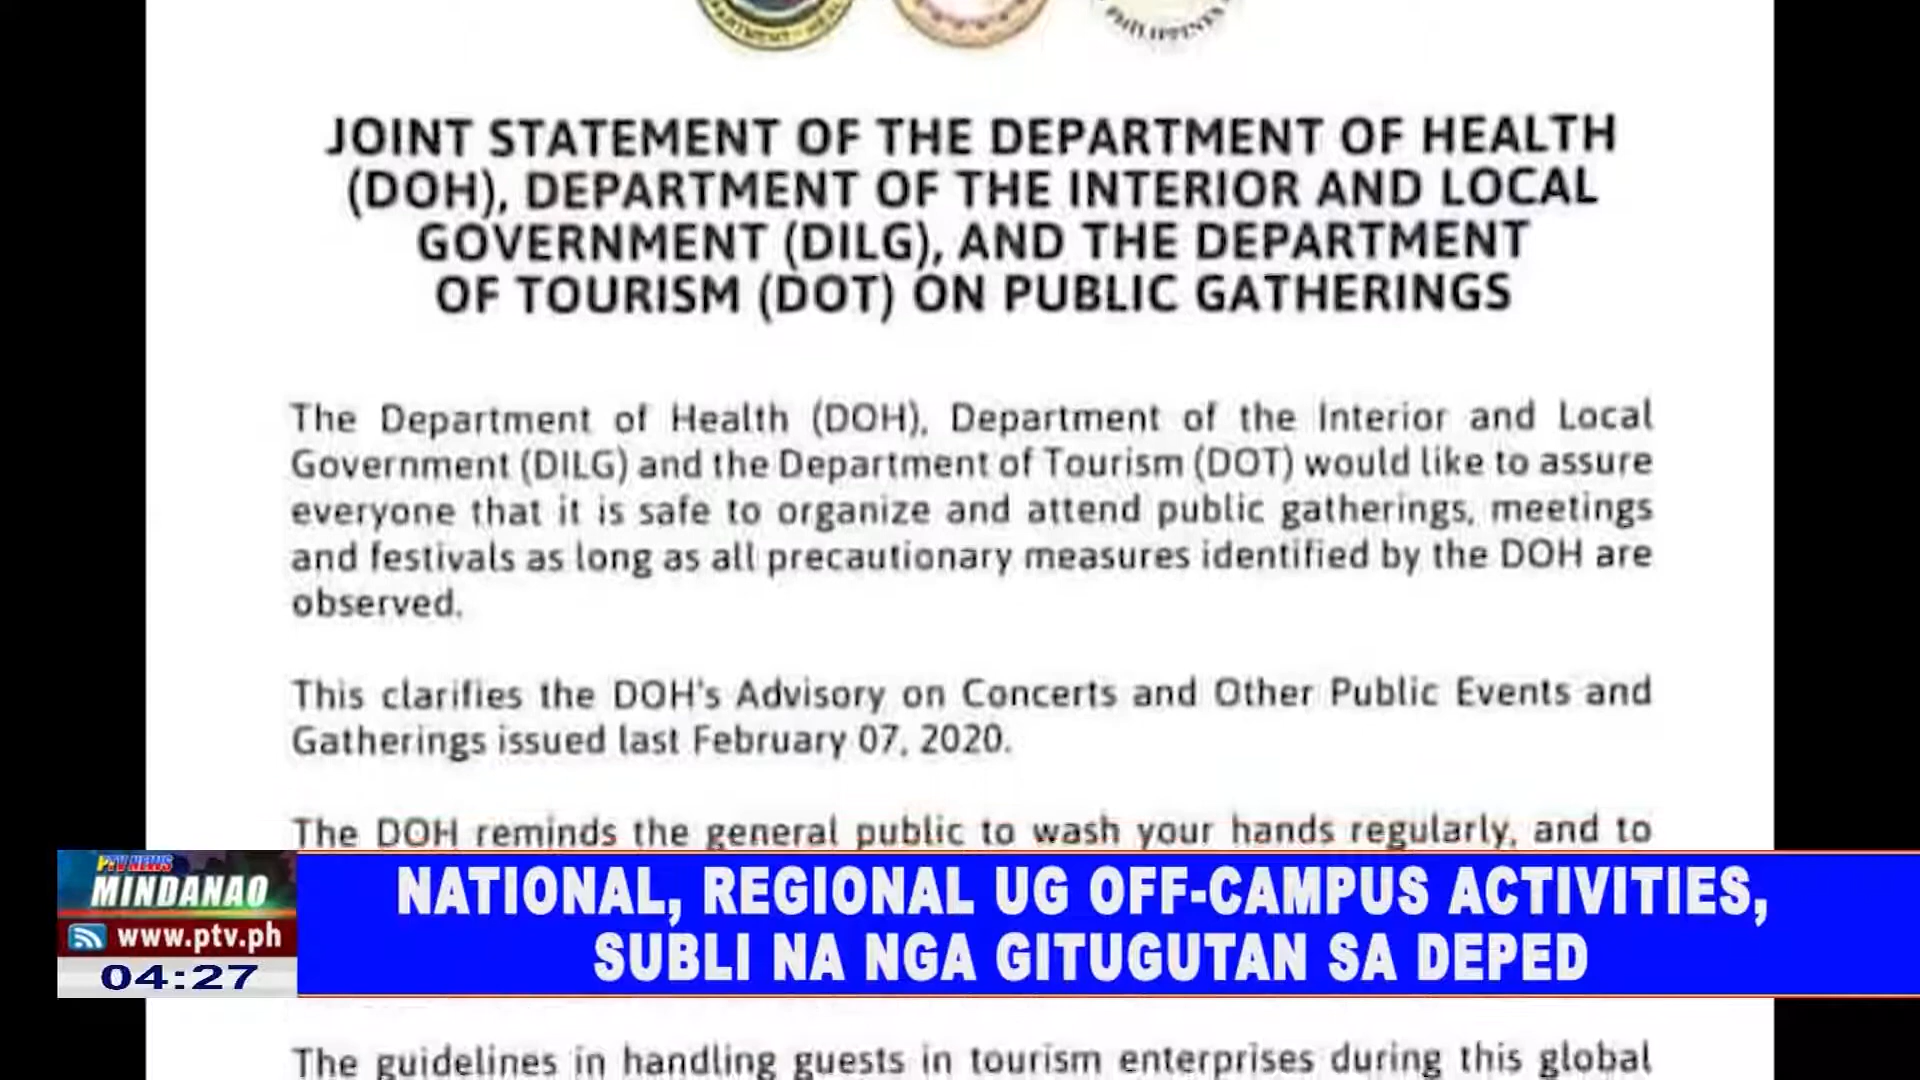 PHILIPPINES
JOINT STATEMENT OF THE DEPARTMENT OF HEALTH
(DOH), DEPARTMENT OF THE INTERIOR AND LOCAL
GOVERNMENT (DILG), AND THE DEPARTMENT
OF TOURISM (DOT) ON PUBLIC GATHERINGS
The Department of Health (DOH), Department of the Interior and Local
Government (DILG) and the Department of Tourism (DOT) would like to assure
everyone that it is safe to organize and attend public gatherings, meetings
and festivals as long as all precautionary measures identified by the DOH are
observed.
This clarifies the DOH's Advisory on Concerts and Other Public Events and
Gatherings issued last February 07, 2020.
The DOH reminds the general public to wash your hands regularly, and to
PTV NEWS
MINDANAO
www.ptv.ph
04:27
NATIONAL, REGIONAL UG OFF-CAMPUS ACTIVITIES,
SUBLI NA NGA GITUGUTAN SA DEPED
The guidelines in handling guests in tourism enterprises during this global